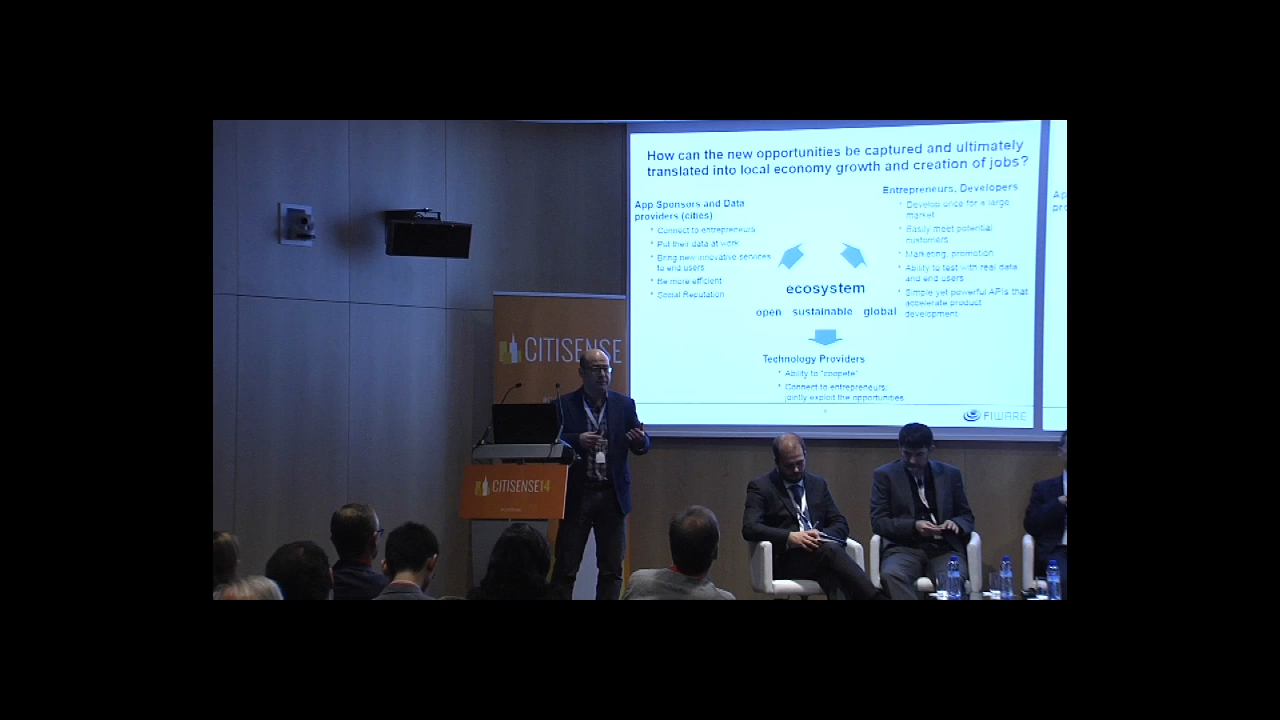 How can the new opportunities be captured and ultimately
translated into local economy growth and creation of jobs?
App Sponsors and Data
providers (cities)
• Connect to entrepreneurs
• Put their data at work
• Bring new innovative services
to end users
• Be more efficient
• Social Reputation
Entrepreneurs, Developers
• Develop once for a large
market
• Easily meet potential
customers
• Marketing, promotion
• Ability to test with real data
and end users
• Simple yet powerful APIs that
accelerate product
development
ecosystem
open sustainable global
Technology Providers
• Ability to "coopete"
• Connect to entrepreneurs,
jointly exploit the opportunities
FIWARE
Ap
pr
CITISENSE
CITISENSE14